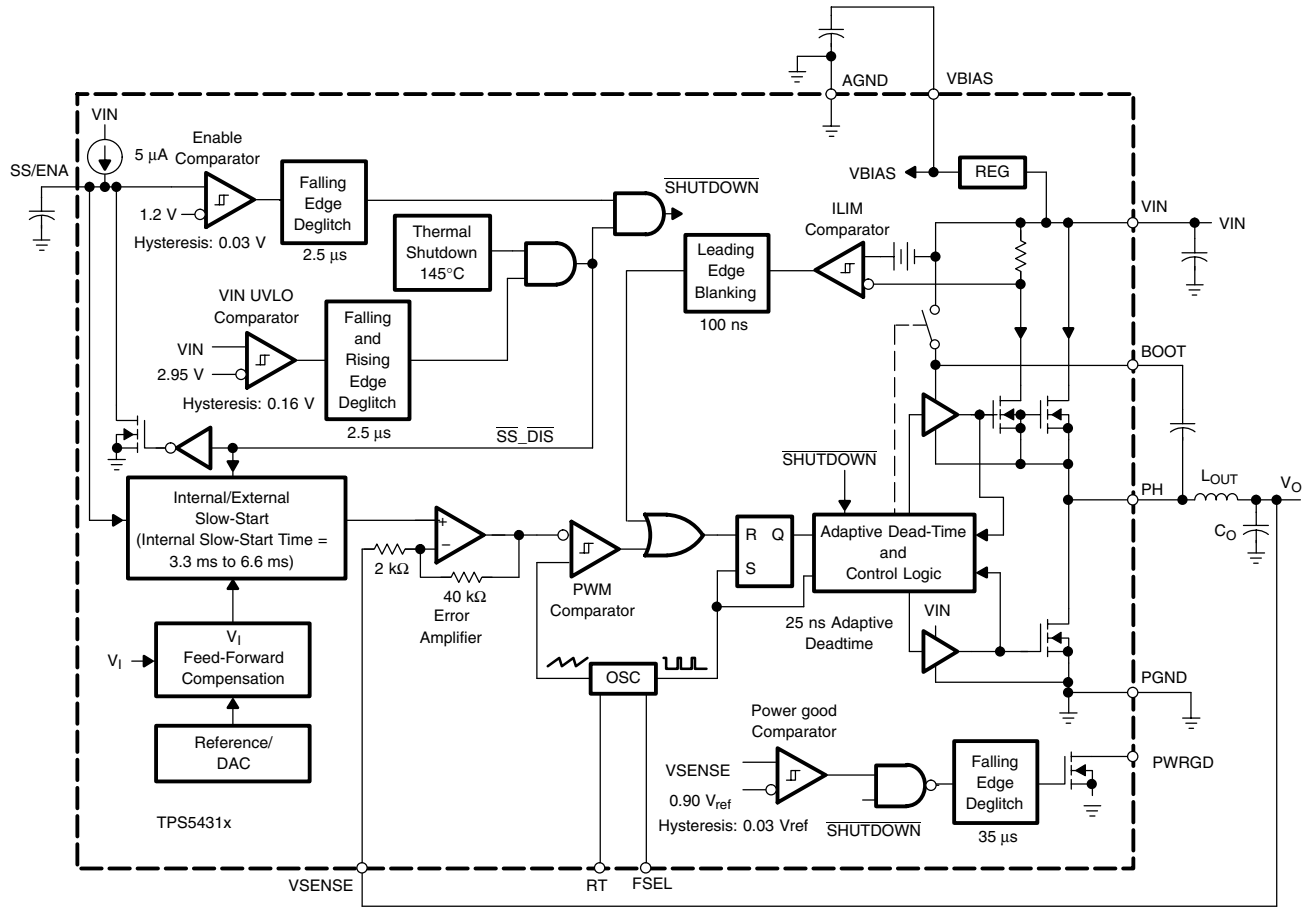 AGND
VBIAS
VIN
5 µA
Enable
Comparator
SS/ENA
1.2 V
Hysteresis: 0.03 V
Falling
Edge
Deglitch
2.5 µs
SHUTDOWN
VBIAS
REG
VIN
VIN
ILIM
Comparator
Thermal
Shutdown
145°C
Leading
Edge
Blanking
100 ns
VIN UVLO
Comparator
VIN
2.95 V
Hysteresis: 0.16 V
Falling
and
Rising
Edge
Deglitch
2.5 µs
BOOT
SS_DIS
SHUTDOWN
PH
LOUT
VO
CO
Internal/External
Slow-Start
(Internal Slow-Start Time =
3.3 ms to 6.6 ms)
2 kΩ
+
−
40 kΩ
Error
Amplifier
PWM
Comparator
R Q
S
Adaptive Dead-Time
and
Control Logic
25 ns Adaptive
Deadtime
VIN
VI
VI
Feed-Forward
Compensation
OSC
PGND
Reference/
DAC
Power good
Comparator
VSENSE
0.90 Vref
Hysteresis: 0.03 Vref
SHUTDOWN
Falling
Edge
Deglitch
35 µs
PWRGD
TPS5431x
VSENSE
RT
FSEL